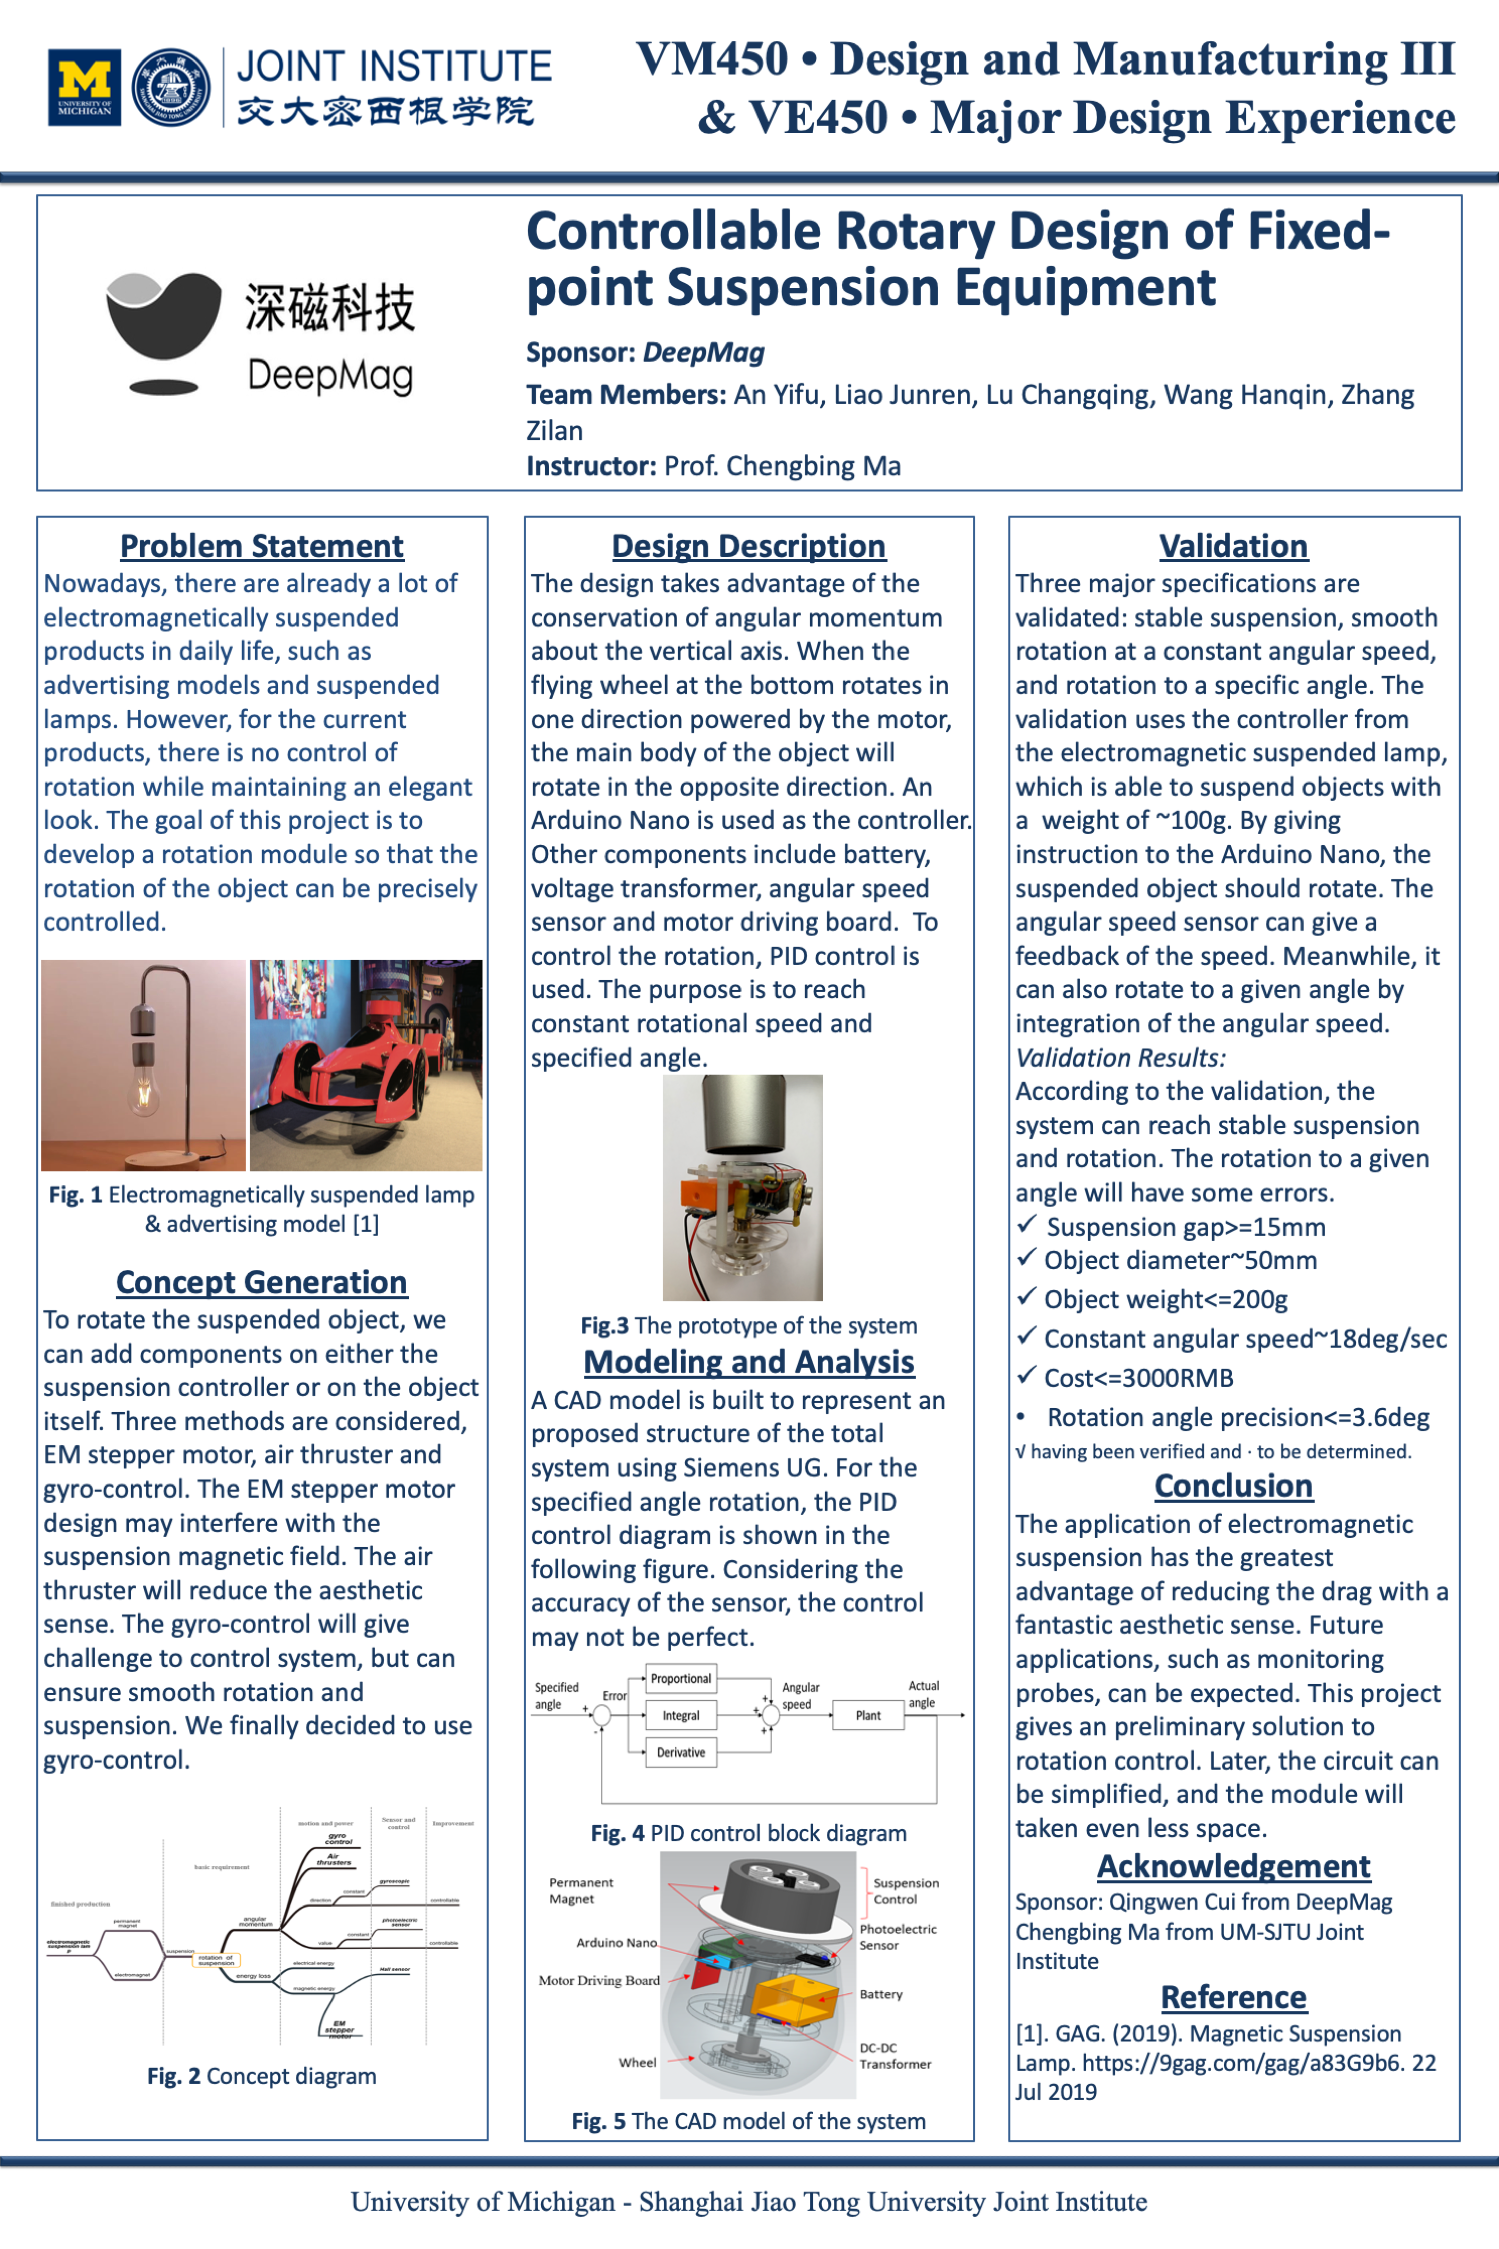 M
UNIVERSITY OF
MICHIGAN
JOINT INSTITUTE
交大密西根学院
VM450 • Design and Manufacturing III
& VE450 • Major Design Experience
深磁科技
DeepMag
Controllable Rotary Design of Fixed-
point Suspension Equipment
Sponsor: DeepMag
Team Members: An Yifu, Liao Junren, Lu Changqing, Wang Hanqin, Zhang
Zilan
Instructor: Prof. Chengbing Ma
Problem Statement
Nowadays, there are already a lot of
electromagnetically suspended
products in daily life, such as
advertising models and suspended
lamps. However, for the current
products, there is no control of
rotation while maintaining an elegant
look. The goal of this project is to
develop a rotation module so that the
rotation of the object can be precisely
controlled.
Fig. 1 Electromagnetically suspended lamp
& advertising model [1]
Concept Generation
To rotate the suspended object, we
can add components on either the
suspension controller or on the object
itself. Three methods are considered,
EM stepper motor, air thruster and
gyro-control. The EM stepper motor
design may interfere with the
suspension magnetic field. The air
thruster will reduce the aesthetic
sense. The gyro-control will give
challenge to control system, but can
ensure smooth rotation and
suspension. We finally decided to use
gyro-control.
motion and power
Sensor and
control
Improvement
gyro
control
Air
thrusters
basic requirement
gyroscopic
constant
direction
controllable
finished production
permanent
magnet
angular
momentum
photoelectric
sensor
constant
value
controllable
electromagnetic
suspension lam
p
suspension
rotation of
suspension
electrical energy
Hall sensor
electromagnet
energy loss
magnetic energy
EM
stepper
motor
Fig. 2 Concept diagram
Design Description
The design takes advantage of the
conservation of angular momentum
about the vertical axis. When the
flying wheel at the bottom rotates in
one direction powered by the motor,
the main body of the object will
rotate in the opposite direction. An
Arduino Nano is used as the controller.
Other components include battery,
voltage transformer, angular speed
sensor and motor driving board.  To
control the rotation, PID control is
used. The purpose is to reach
constant rotational speed and
specified angle.
Fig.3 The prototype of the system
Modeling and Analysis
A CAD model is built to represent an
proposed structure of the total
system using Siemens UG. For the
specified angle rotation, the PID
control diagram is shown in the
following figure. Considering the
accuracy of the sensor, the control
may not be perfect.
Specified
angle
+
-
Error
Proportional
Integral
Derivative
+
+
+
Angular
speed
Plant
Actual
angle
Fig. 4 PID control block diagram
Permanent
Magnet
Suspension
Control
Photoelectric
Sensor
Arduino Nano
Motor Driving Board
Battery
DC-DC
Transformer
Wheel
Fig. 5 The CAD model of the system
Validation
Three major specifications are
validated: stable suspension, smooth
rotation at a constant angular speed,
and rotation to a specific angle. The
validation uses the controller from
the electromagnetic suspended lamp,
which is able to suspend objects with
a  weight of ~100g. By giving
instruction to the Arduino Nano, the
suspended object should rotate. The
angular speed sensor can give a
feedback of the speed. Meanwhile, it
can also rotate to a given angle by
integration of the angular speed.
Validation Results:
According to the validation, the
system can reach stable suspension
and rotation. The rotation to a given
angle will have some errors.
✓ Suspension gap>=15mm
✓ Object diameter~50mm
✓ Object weight<=200g
✓ Constant angular speed~18deg/sec
✓ Cost<=3000RMB
• Rotation angle precision<=3.6deg
√ having been verified and · to be determined.
Conclusion
The application of electromagnetic
suspension has the greatest
advantage of reducing the drag with a
fantastic aesthetic sense. Future
applications, such as monitoring
probes, can be expected. This project
gives an preliminary solution to
rotation control. Later, the circuit can
be simplified, and the module will
taken even less space.
Acknowledgement
Sponsor: Qingwen Cui from DeepMag
Chengbing Ma from UM-SJTU Joint
Institute
Reference
[1]. GAG. (2019). Magnetic Suspension
Lamp. https://9gag.com/gag/a83G9b6. 22
Jul 2019
University of Michigan - Shanghai Jiao Tong University Joint Institute